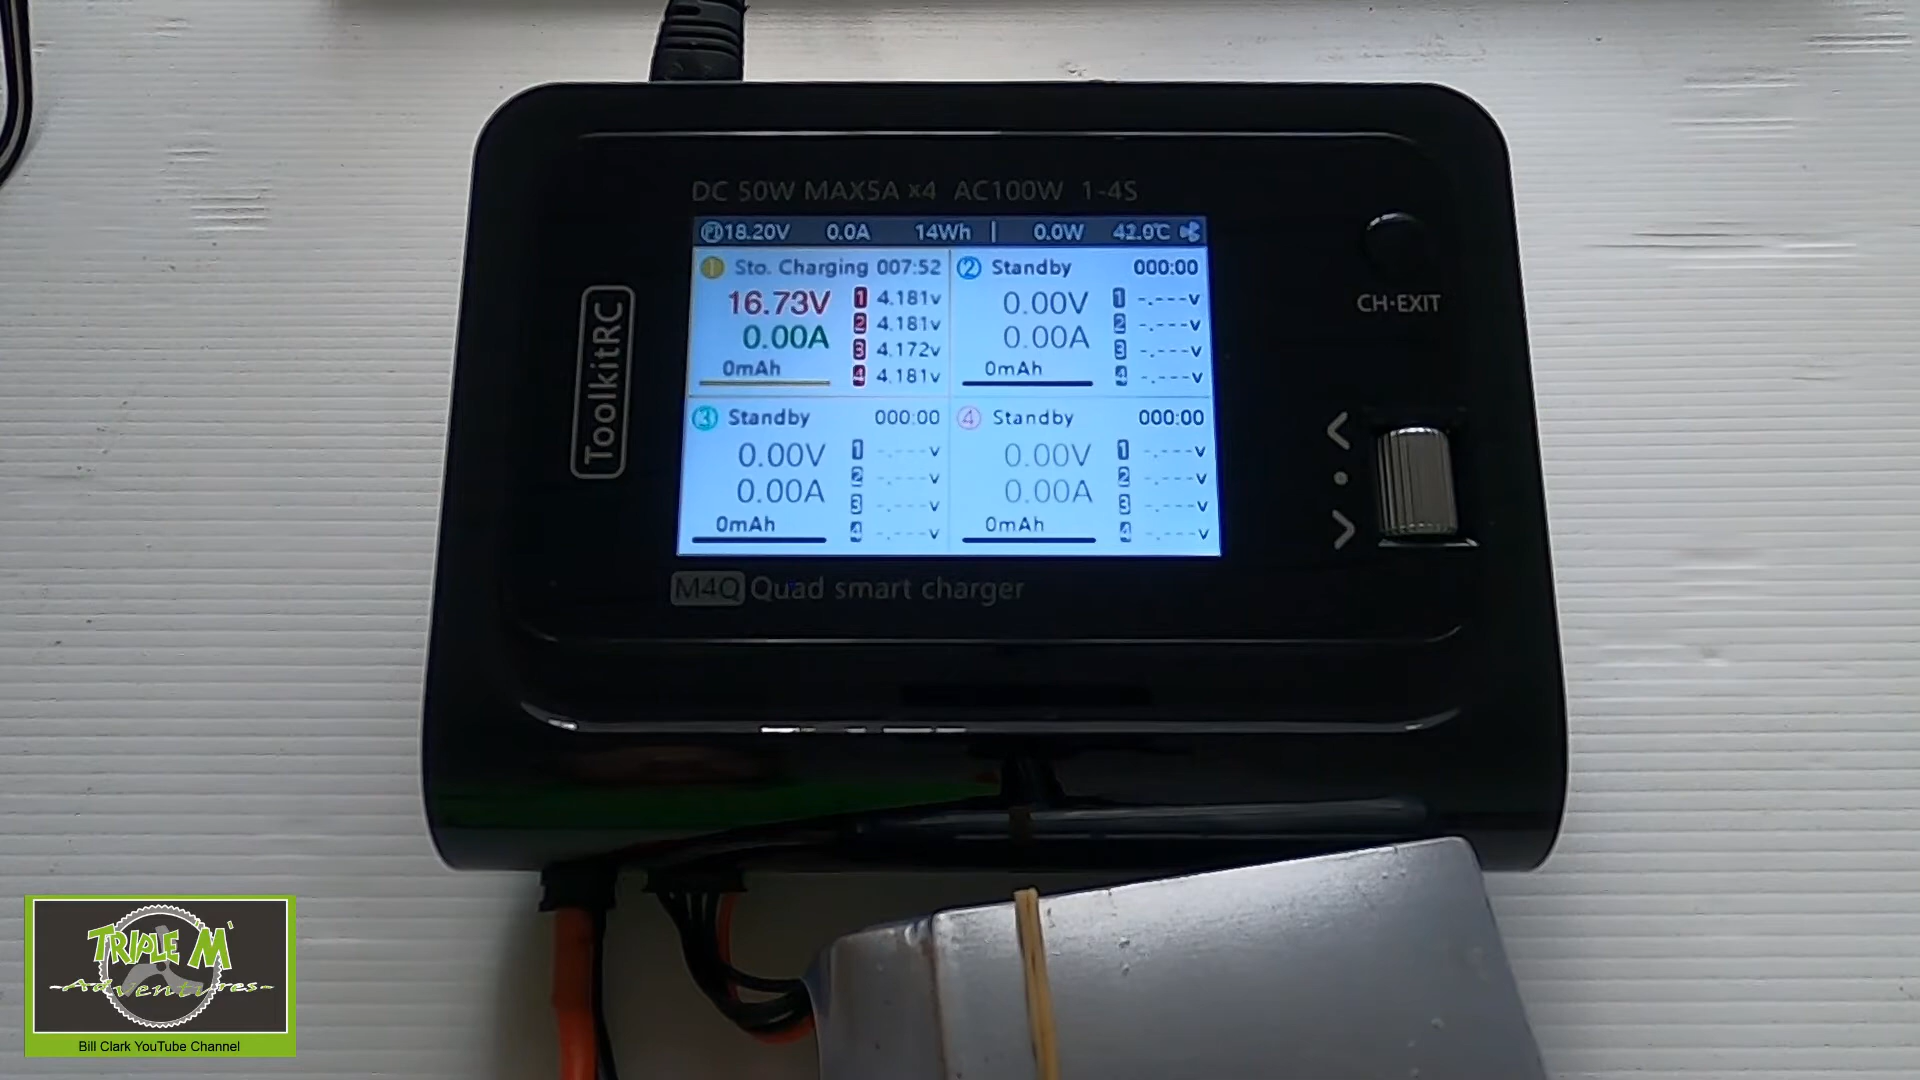 DC 50W MAX5A ×4 AC100W 1-4S
18.20V 0.0A 14Wh | 0.0W 42.0℃
1 Sto. Charging 007:52
16.73V
0.00A
0mAh
1 4.181v
2 4.181v
3 4.172v
4 4.181v
2 Standby 000:00
0.00V
0.00A
0mAh
1 -.---v
2 -.---v
3 -.---v
4 -.---v
3 Standby 000:00
0.00V
0.00A
0mAh
1 -.---v
2 -.---v
3 -.---v
4 -.---v
4 Standby 000:00
0.00V
0.00A
0mAh
1 -.---v
2 -.---v
3 -.---v
4 -.---v
CH·EXIT
ToolkitRC
M4Q Quad smart charger
TRIPLE M
-Adventures-
Bill Clark YouTube Channel